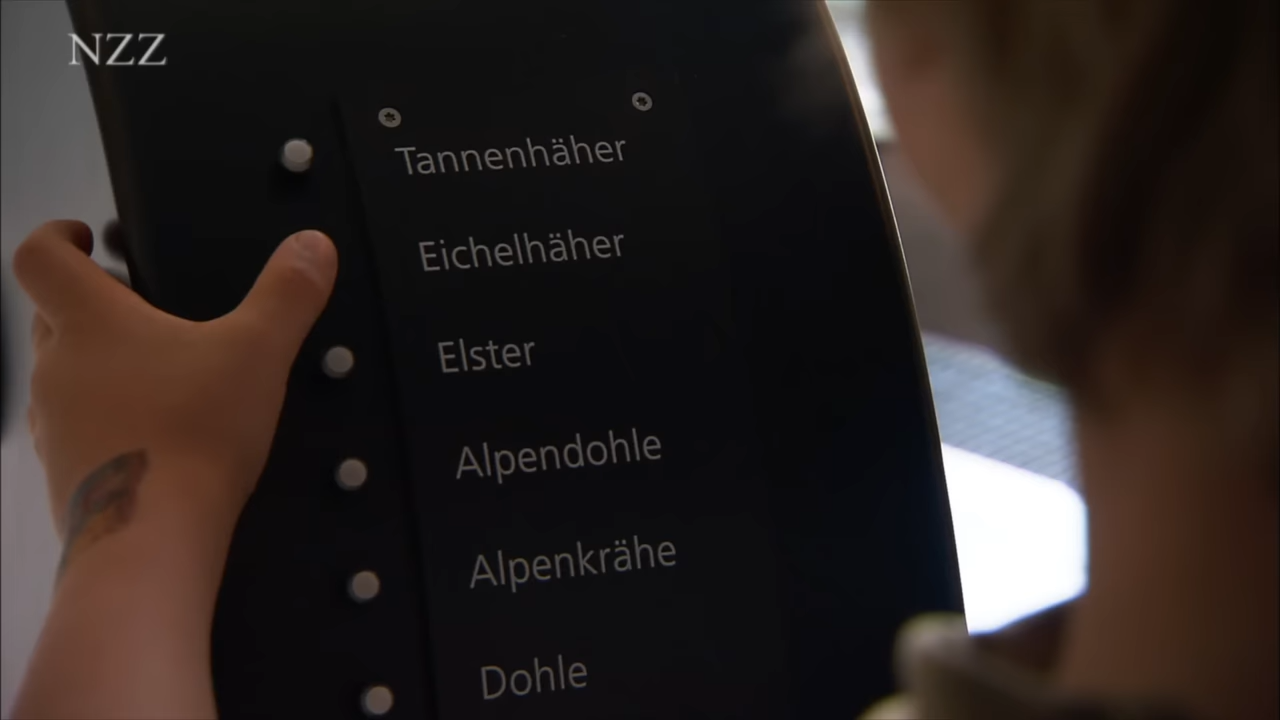 NZZ
Tannenhäher
Eichelhäher
Elster
Alpendohle
Alpenkrähe
Dohle